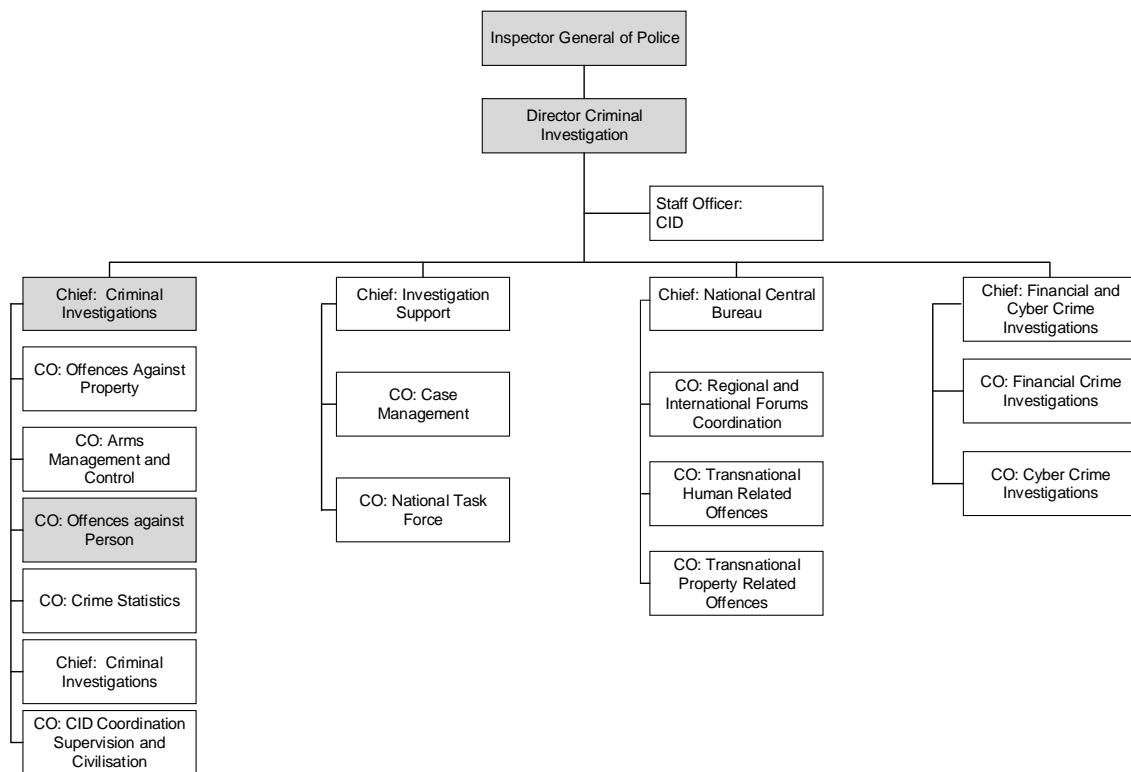 Inspector General of Police
Director Criminal
Investigation
Staff Officer:
CID
Chief: Criminal
Investigations
CO: Offences Against
Property
CO: Arms
Management and
Control
CO: Offences against
Person
CO: Crime Statistics
Chief: Criminal
Investigations
CO: CID Coordination
Supervision and
Civilisation
Chief: Investigation
Support
CO: Case
Management
CO: National Task
Force
Chief: National Central
Bureau
CO: Regional and
International Forums
Coordination
CO: Transnational
Human Related
Offences
CO: Transnational
Property Related
Offences
Chief: Financial and
Cyber Crime
Investigations
CO: Financial Crime
Investigations
CO: Cyber Crime
Investigations